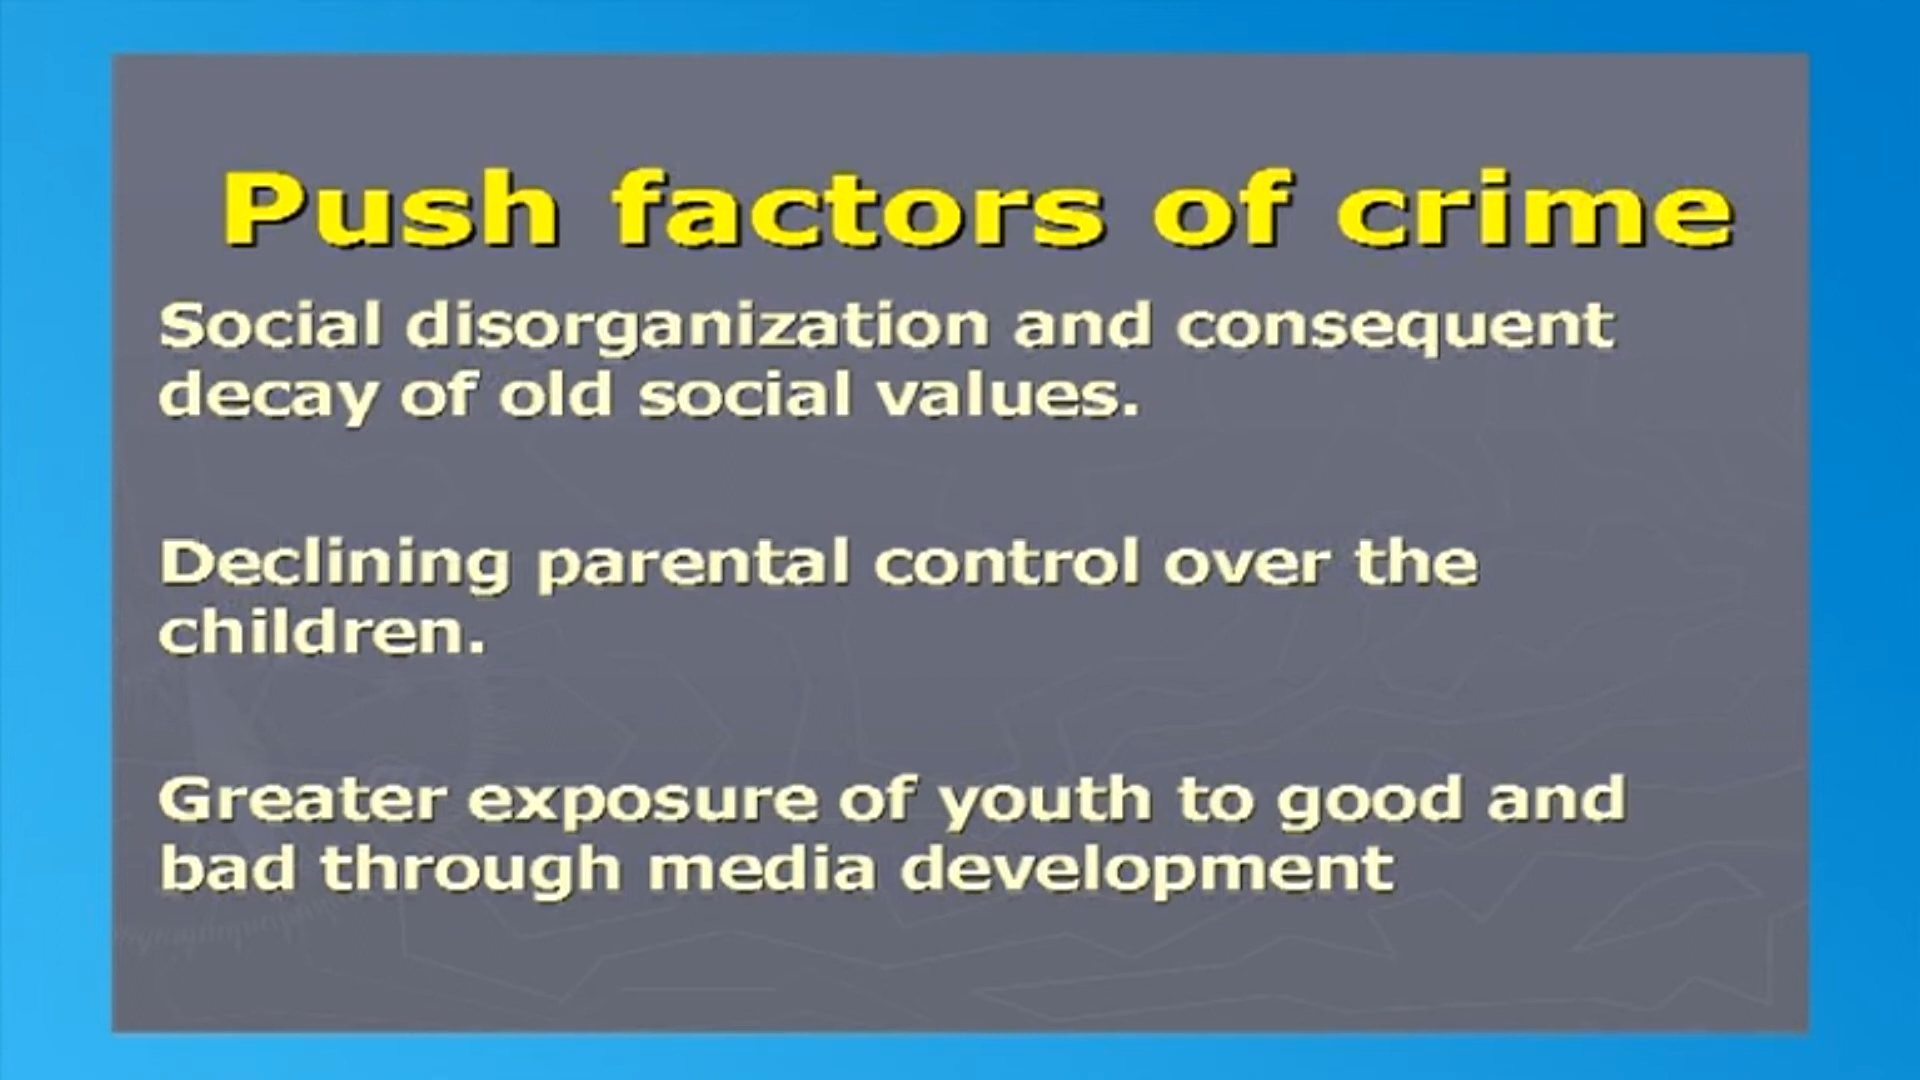 Push factors of crime
Social disorganization and consequent
decay of old social values.
Declining parental control over the
children.
Greater exposure of youth to good and
bad through media development